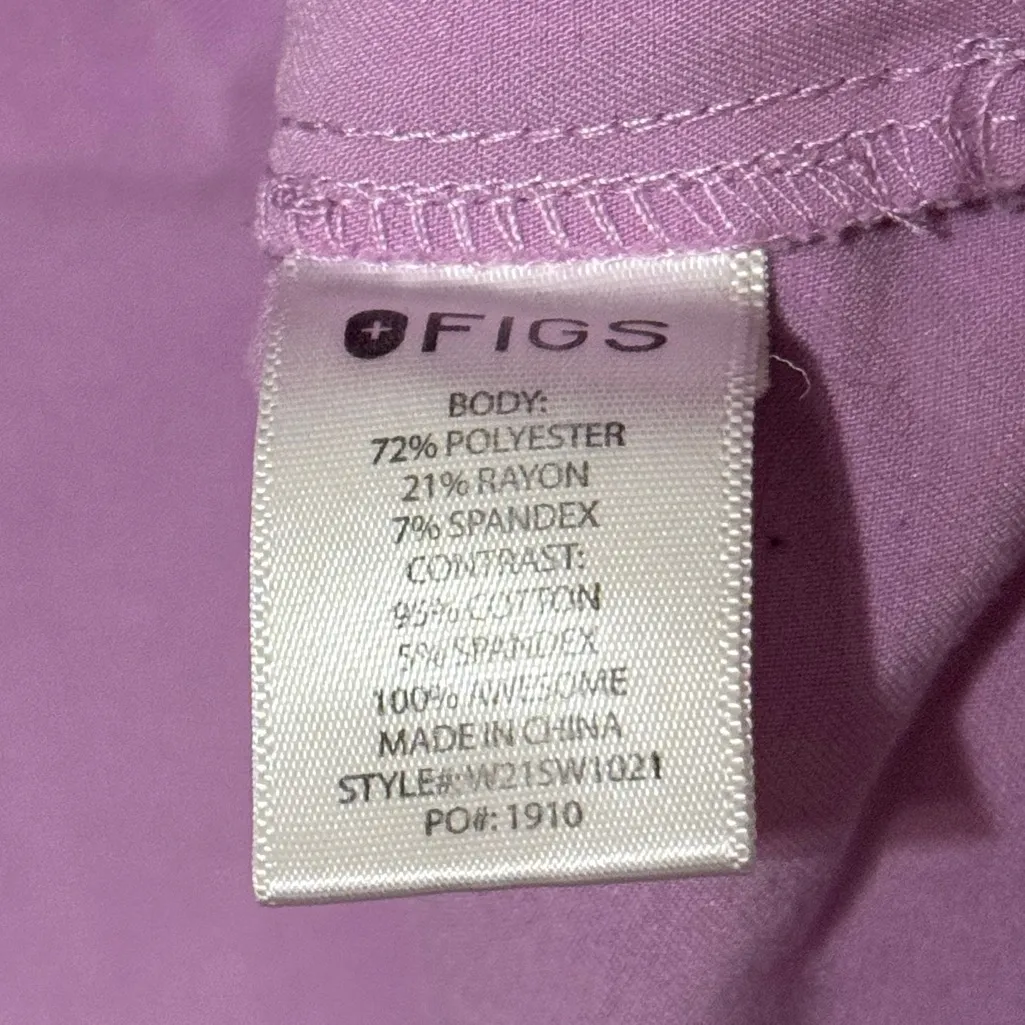 FIGS
BODY:
72% POLYESTER
21% RAYON
7% SPANDEX
CONTRAST:
95% COTTON
5% SPANDEX
100% AWESOME
MADE IN CHINA
STYLE#: W21SW1021
PO#: 1910